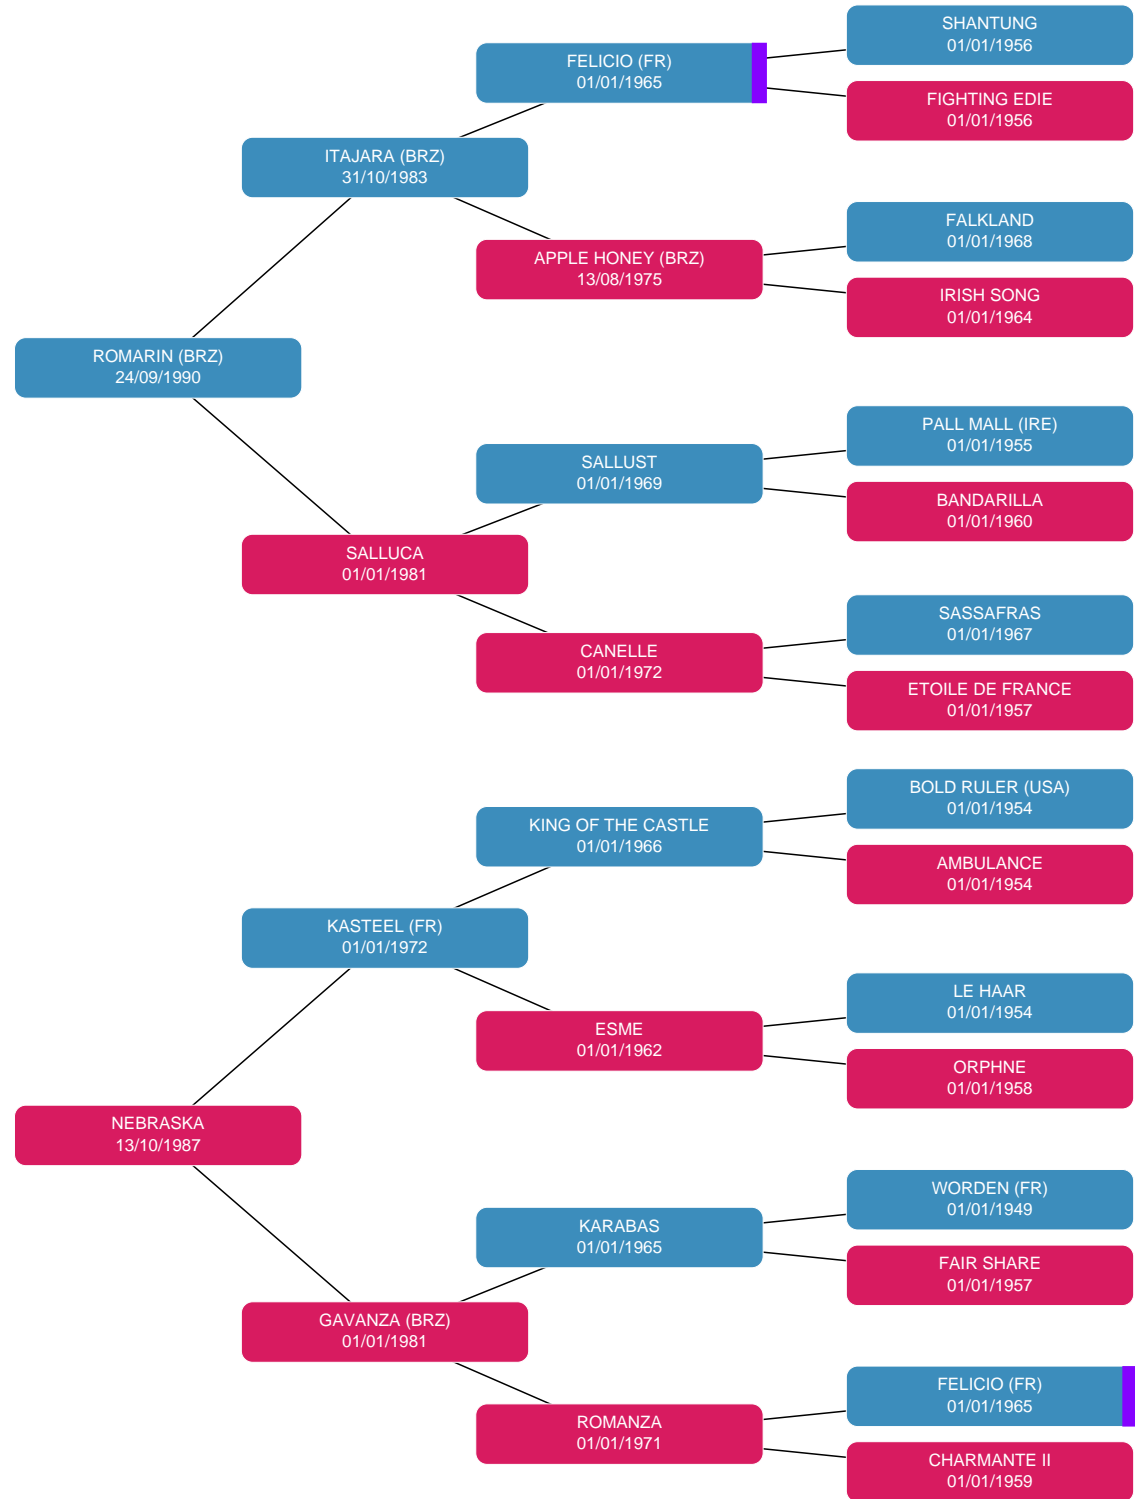 SHANTUNG
01/01/1956
FELICIO (FR)
01/01/1965
FIGHTING EDIE
01/01/1956
ITAJARA (BRZ)
31/10/1983
FALKLAND
01/01/1968
APPLE HONEY (BRZ)
13/08/1975
IRISH SONG
01/01/1964
ROMARIN (BRZ)
24/09/1990
PALL MALL (IRE)
01/01/1955
SALLUST
01/01/1969
BANDARILLA
01/01/1960
SALLUCA
01/01/1981
SASSAFRAS
01/01/1967
CANELLE
01/01/1972
ETOILE DE FRANCE
01/01/1957
BOLD RULER (USA)
01/01/1954
KING OF THE CASTLE
01/01/1966
AMBULANCE
01/01/1954
KASTEEL (FR)
01/01/1972
LE HAAR
01/01/1954
ESME
01/01/1962
ORPHNE
01/01/1958
NEBRASKA
13/10/1987
WORDEN (FR)
01/01/1949
KARABAS
01/01/1965
FAIR SHARE
01/01/1957
GAVANZA (BRZ)
01/01/1981
FELICIO (FR)
01/01/1965
ROMANZA
01/01/1971
CHARMANTE II
01/01/1959